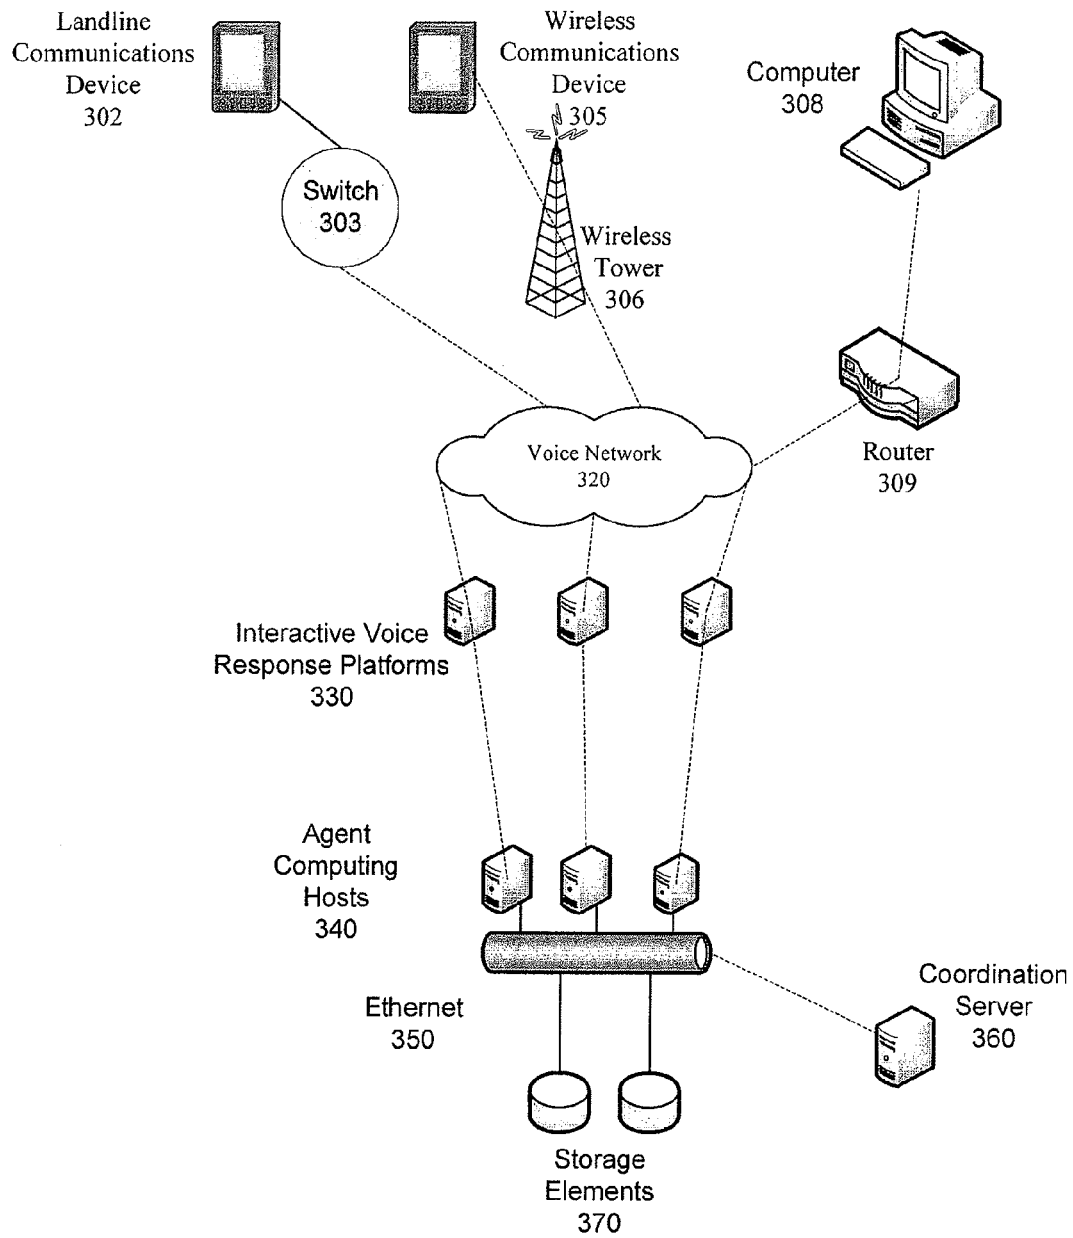 Landline
Communications
Device
302
Wireless
Communications
Device
305
Computer
308
Switch
303
Wireless
Tower
306
Voice Network
320
Router
309
Interactive Voice
Response Platforms
330
Agent
Computing
Hosts
340
Ethernet
350
Coordination
Server
360
Storage
Elements
370